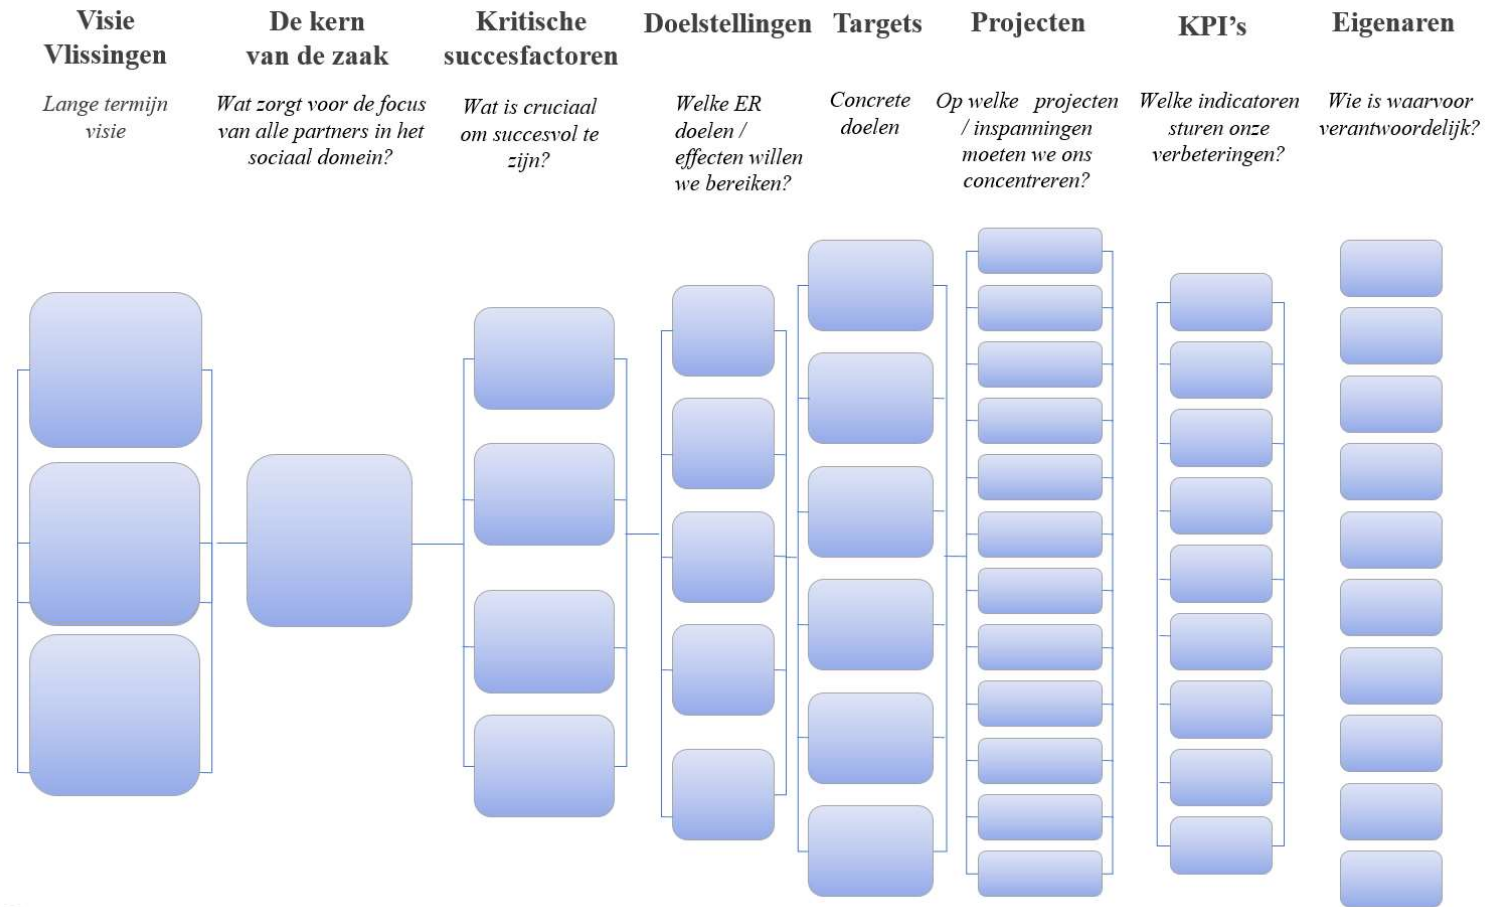 Visie
Vlissingen
Lange termijn
visie
De kern
van de zaak
Wat zorgt voor de focus
van alle partners in het
sociaal domein?
Kritische
succesfactoren
Wat is cruciaal
om succesvol te
zijn?
Doelstellingen
Welke ER
doelen /
effecten willen
we bereiken?
Targets
Concrete
doelen
Projecten
Op welke projecten
/ inspanningen
moeten we ons
concentreren?
KPI’s
Welke indicatoren
sturen onze
verbeteringen?
Eigenaren
Wie is waarvoor
verantwoordelijk?